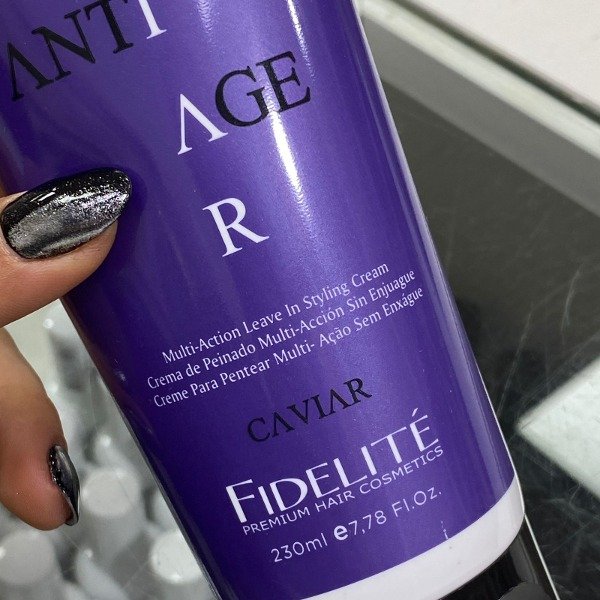 ANTI
AGE
R
Multi-Action Leave In Styling Cream
Crema de Peinado Multi-Acción Sin Enjuague
Creme Para Pentear Multi- Ação Sem Enxágue
CAVIAR
FIDELITÉ
PREMIUM HAIR COSMETICS
230ml e7,78 Fl.Oz.